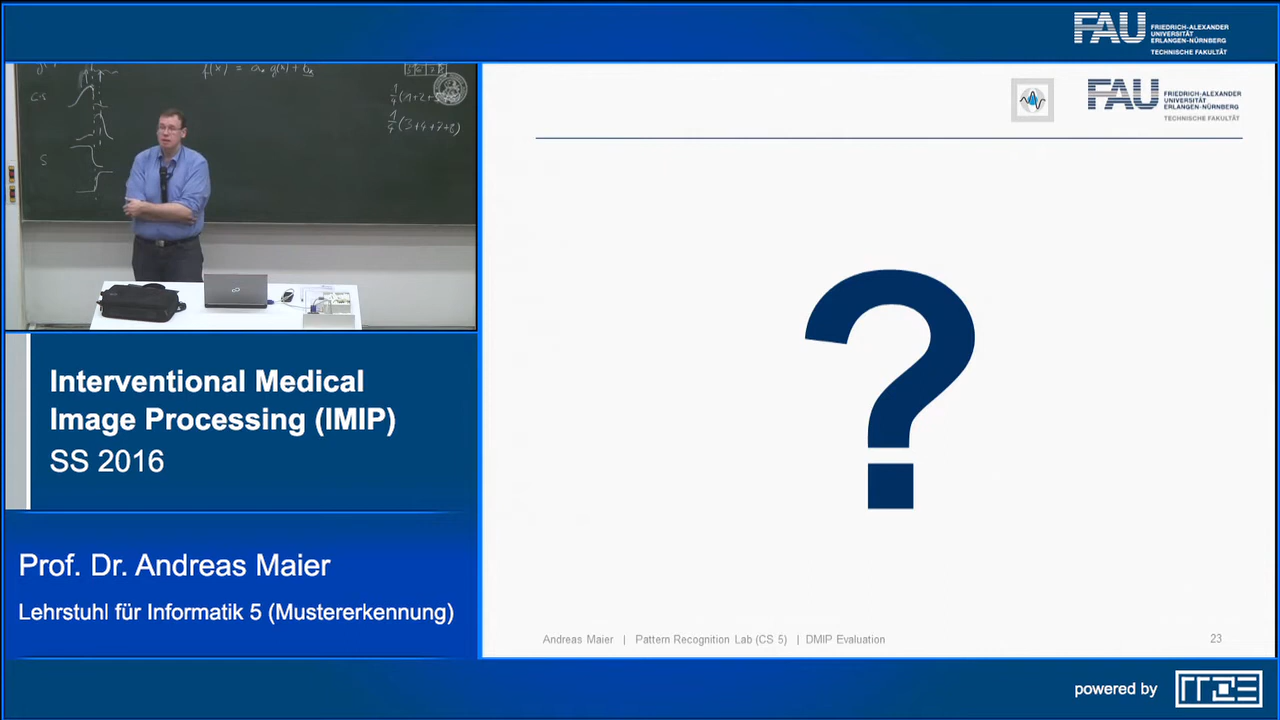 FAU FRIEDRICH-ALEXANDER
UNIVERSITÄT
ERLANGEN-NÜRNBERG
TECHNISCHE FAKULTÄT
FAU FRIEDRICH-ALEXANDER
UNIVERSITÄT
ERLANGEN-NÜRNBERG
TECHNISCHE FAKULTÄT
?
Interventional Medical
Image Processing (IMIP)
SS 2016
Prof. Dr. Andreas Maier
Lehrstuhl für Informatik 5 (Mustererkennung)
Andreas Maier | Pattern Recognition Lab (CS 5) | DMIP Evaluation
23
powered by